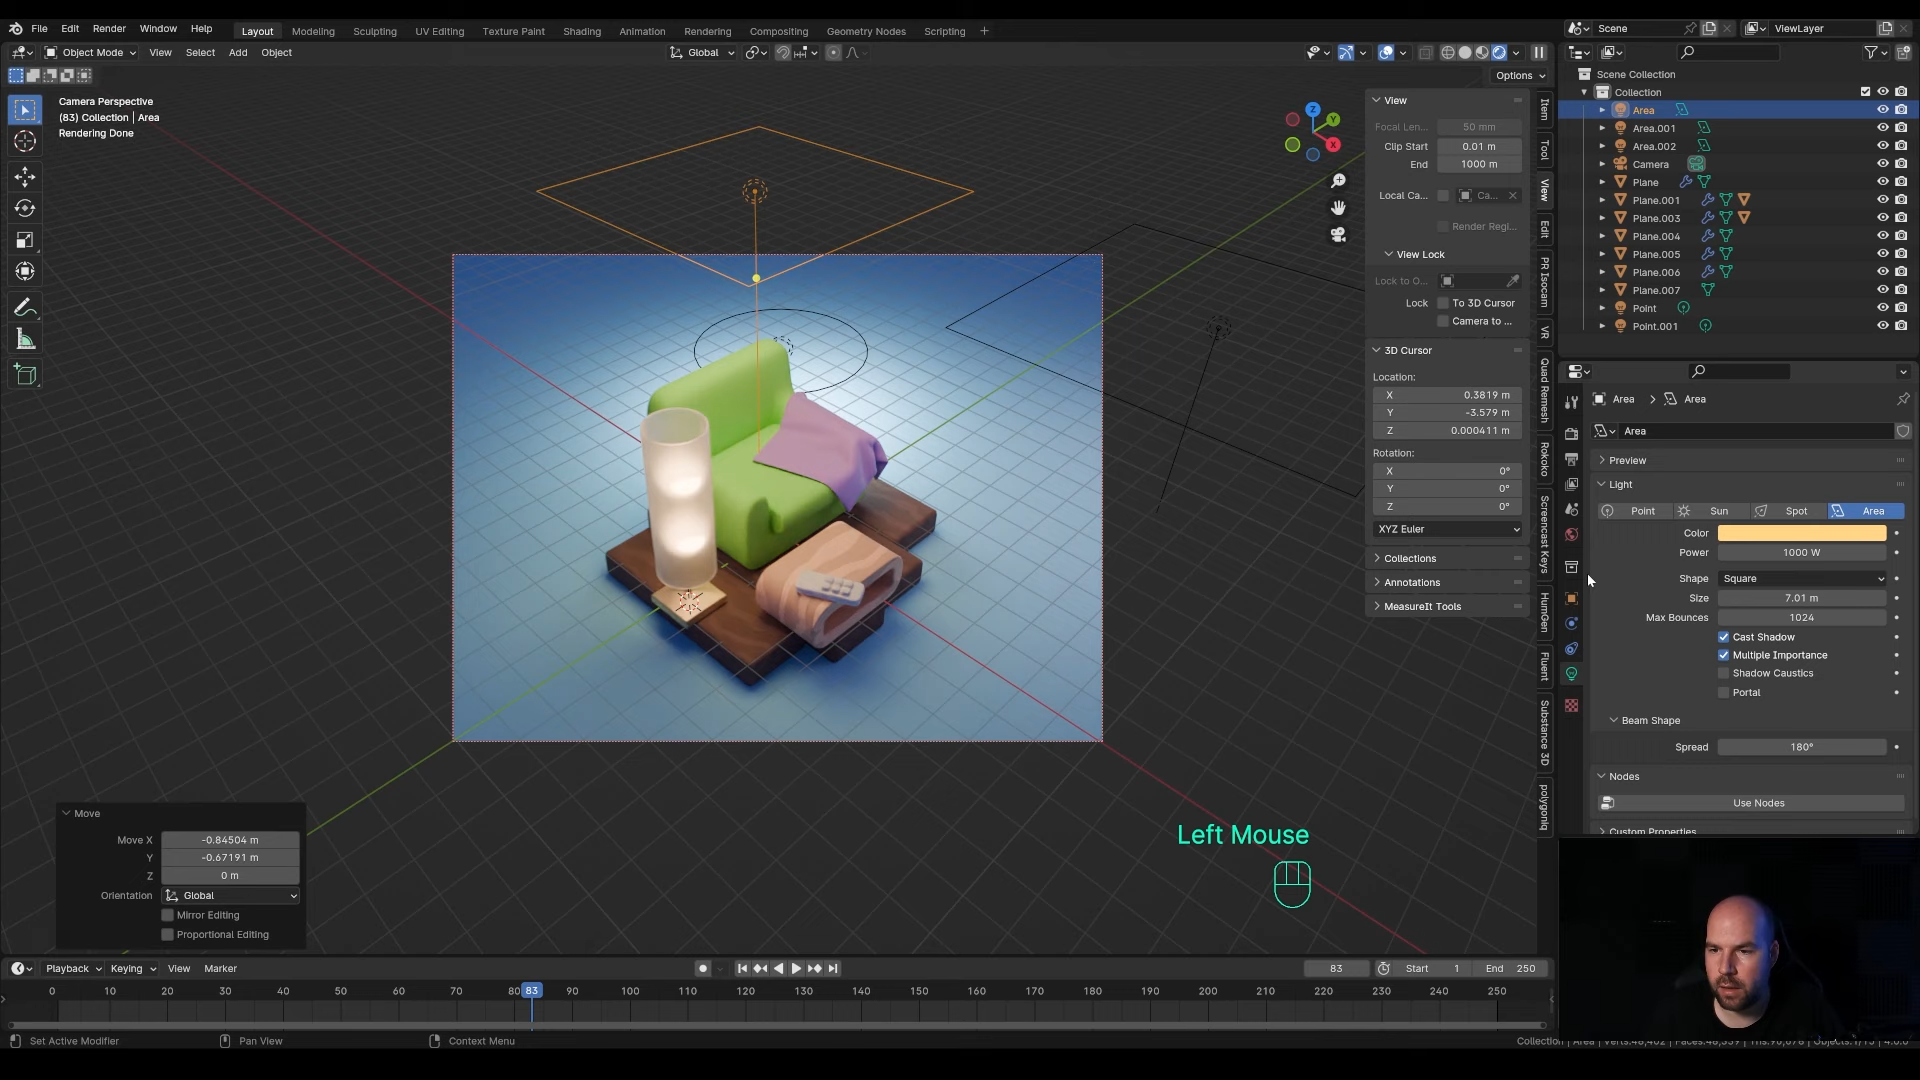 File Edit Render Window Help Layout Modeling Sculpting UV Editing Texture Paint Shading Animation Rendering Compositing Geometry Nodes Scripting + Scene ViewLayer
Object Mode View Select Add Object Global
Options
Camera Perspective
(83) Collection | Area
Rendering Done
Z
Y
X
View
Focal Len... 50 mm
Clip Start 0.01 m
End 1000 m
Local Ca... Ca...
Render Regi...
View Lock
Lock to O...
Lock To 3D Cursor
Camera to ...
3D Cursor
Location:
X 0.3819 m
Y -3.579 m
Z 0.000411 m
Rotation:
X 0°
Y 0°
Z 0°
XYZ Euler
Collections
Annotations
MeasureIt Tools
Item
Tool
View
Edit
PR Isocam
VR
Quad Remesh
Rokoko
Screencast Keys
HumGen
Fluent
Substance 3D
polygoniq
Scene Collection
Collection
Area
Area.001
Area.002
Camera
Plane
Plane.001
Plane.003
Plane.004
Plane.005
Plane.006
Plane.007
Point
Point.001
Area > Area
Area
Preview
Light
Point Sun Spot Area
Color
Power 1000 W
Shape Square
Size 7.01 m
Max Bounces 1024
Cast Shadow
Multiple Importance
Shadow Caustics
Portal
Beam Shape
Spread 180°
Nodes
Use Nodes
Custom Properties
Left Mouse
Move
Move X -0.84504 m
Y -0.67191 m
Z 0 m
Orientation Global
Mirror Editing
Proportional Editing
Playback Keying View Marker 83 Start 1 End 250
0 10 20 30 40 50 60 70 80 83 90 100 110 120 130 140 150 160 170 180 190 200 210 220 230 240 250
Set Active Modifier Pan View Context Menu